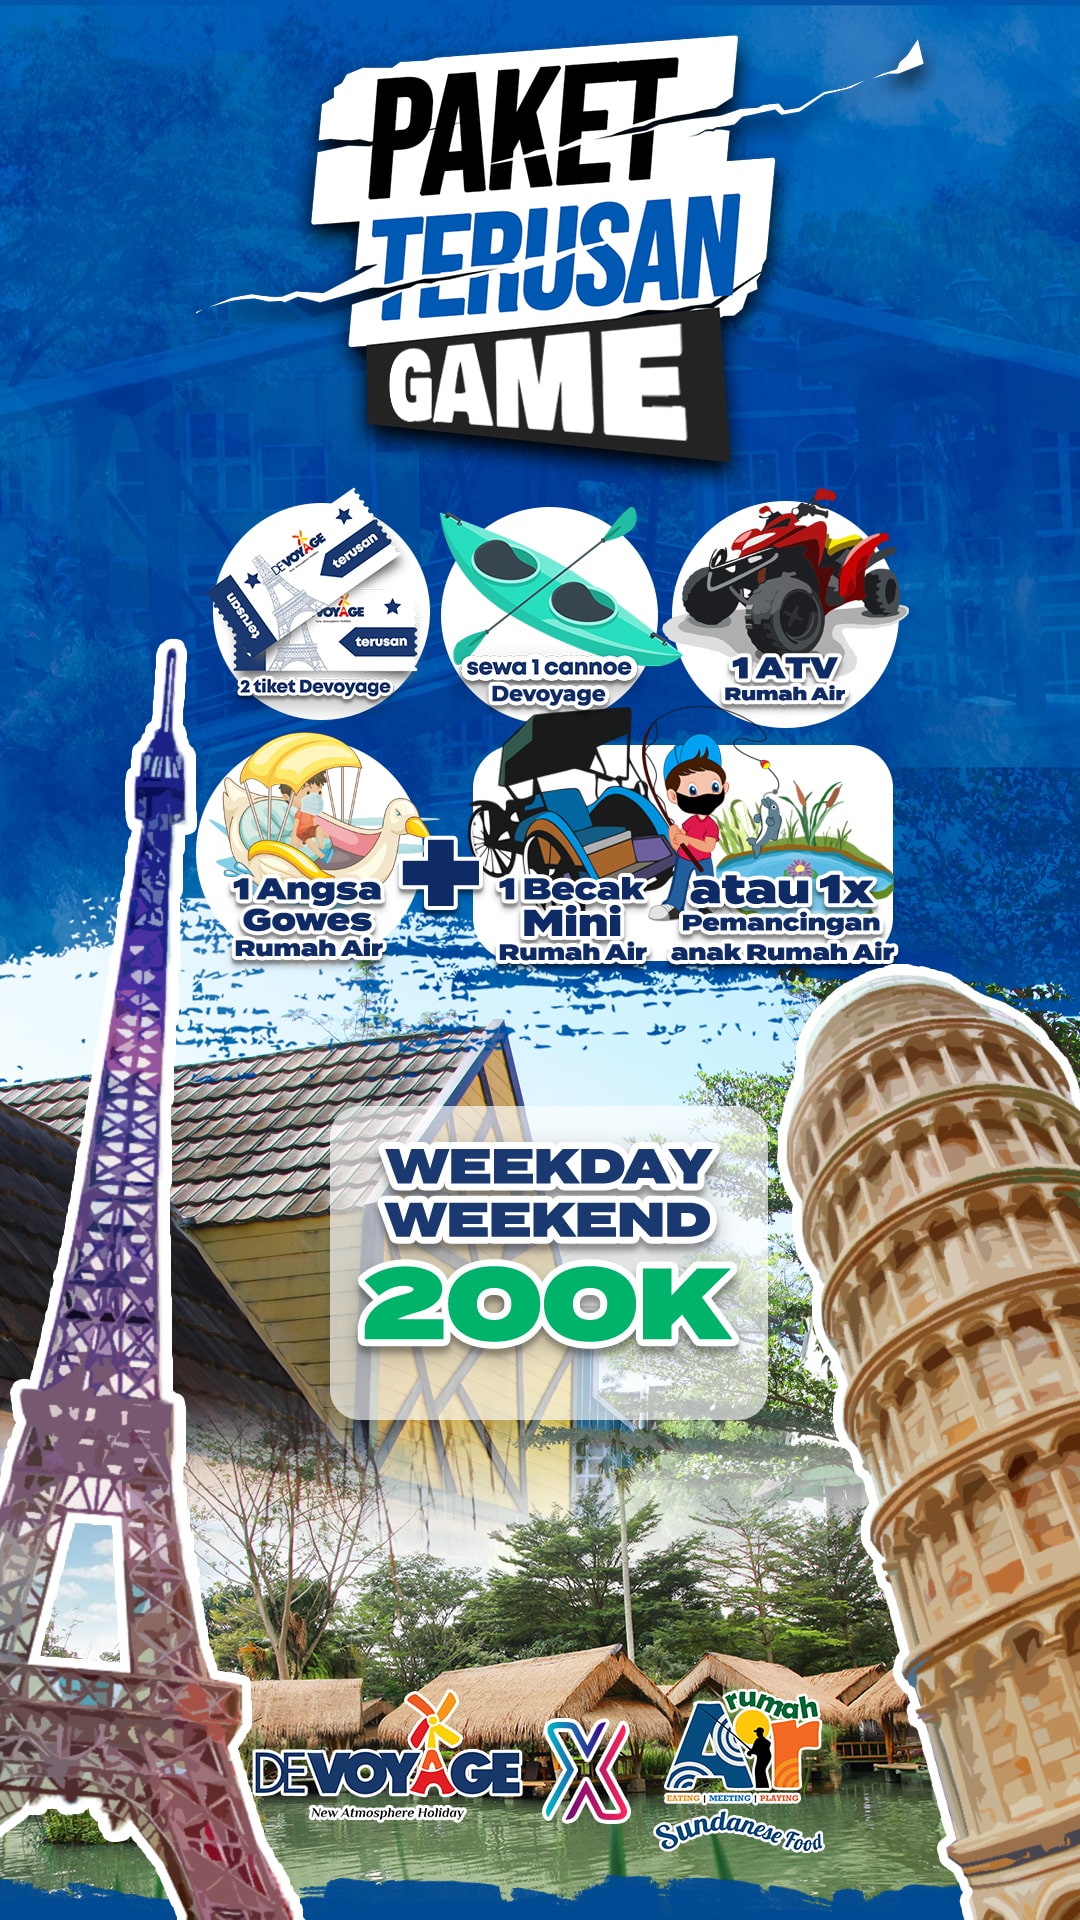 PAKET
TERUSAN
GAME
DEVOYAGE
terusan
terusan
VOYAGE
terusan
2 tiket Devoyage
sewa 1 cannoe
Devoyage
1 ATV
Rumah Air
1 Angsa
Gowes
Rumah Air
+
1 Becak
Mini
Rumah Air
atau 1x
Pemancingan
anak Rumah Air
WEEKDAY
WEEKEND
200K
DEVOYAGE
New Atmosphere Holiday
X
rumah
Air
EATING | MEETING | PLAYING
Sundanese Food